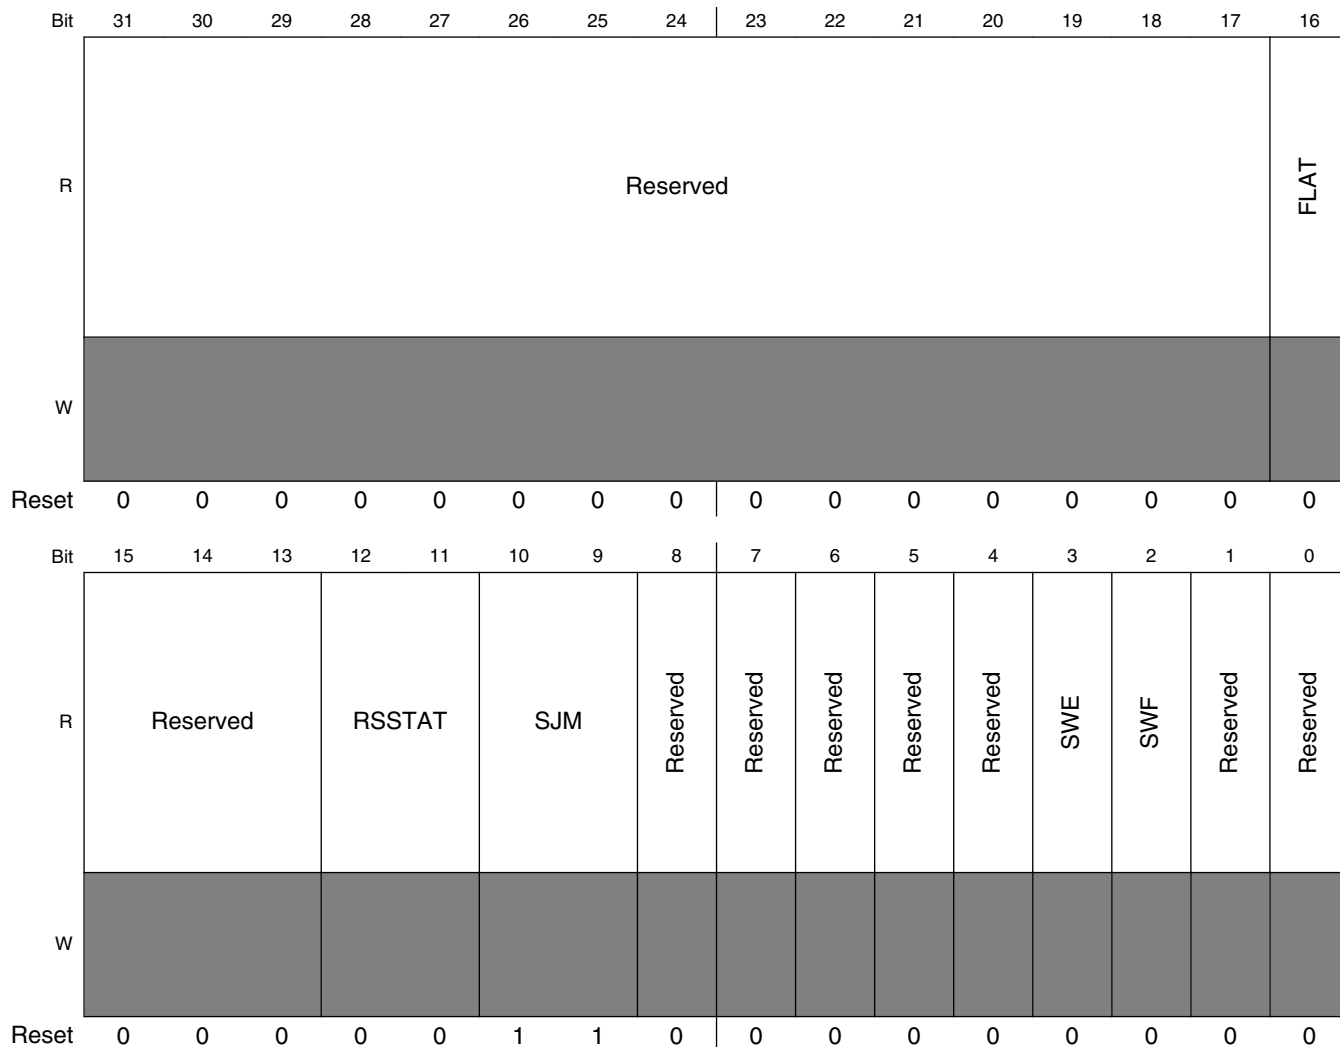 Bit 31 30 29 28 27 26 25 24 23 22 21 20 19 18 17 16
R Reserved FLAT
W
Reset 0 0 0 0 0 0 0 0 0 0 0 0 0 0 0 0
Bit 15 14 13 12 11 10 9 8 7 6 5 4 3 2 1 0
R Reserved RSSTAT SJM Reserved Reserved Reserved Reserved Reserved SWE SWF Reserved Reserved
W
Reset 0 0 0 0 0 1 1 0 0 0 0 0 0 0 0 0